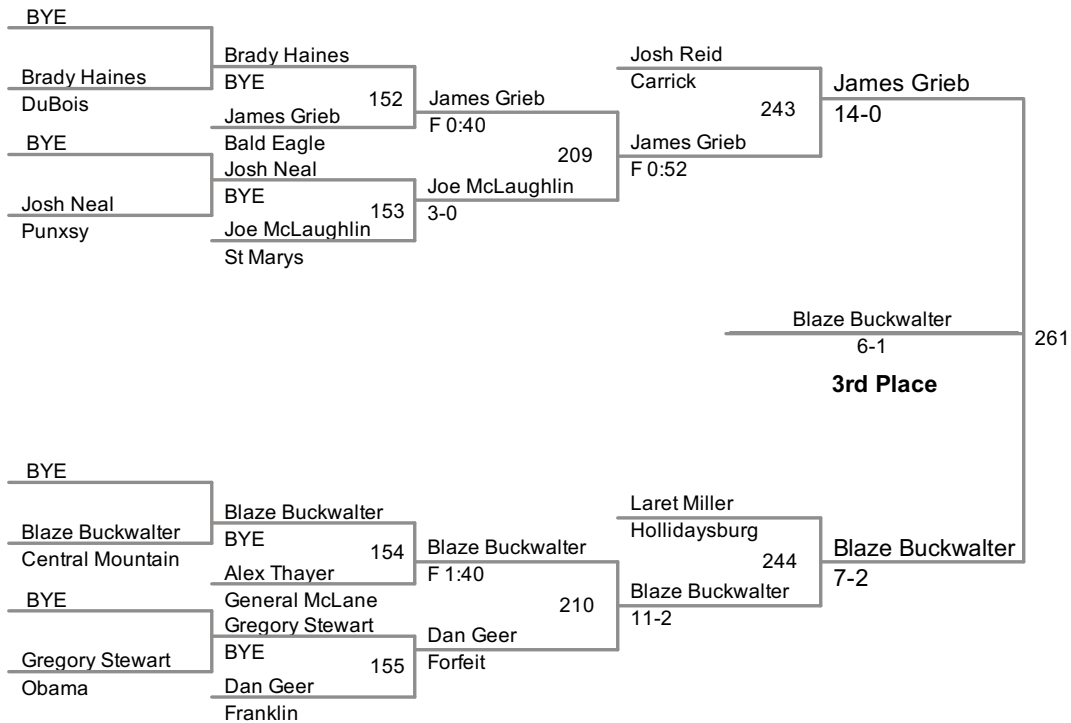 BYE
Brady Haines
DuBois
BYE
Josh Neal
Punxsy
Brady Haines
BYE
152
James Grieb
Bald Eagle
Josh Neal
BYE
153
Joe McLaughlin
St Marys
James Grieb
F 0:40
209
Joe McLaughlin
3-0
Josh Reid
Carrick
243
James Grieb
F 0:52
James Grieb
14-0
Blaze Buckwalter
6-1
261
3rd Place
BYE
Blaze Buckwalter
Central Mountain
BYE
Gregory Stewart
Obama
Blaze Buckwalter
BYE
154
Alex Thayer
General McLane
Gregory Stewart
BYE
155
Dan Geer
Franklin
Blaze Buckwalter
F 1:40
210
Dan Geer
Forfeit
Laret Miller
Hollidaysburg
244
Blaze Buckwalter
11-2
Blaze Buckwalter
7-2